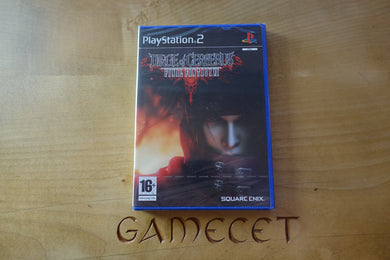 PlayStation 2
DIRGE of CERBERUS
FINAL FANTASY VII
16+
SQUARE ENIX
GAMECET